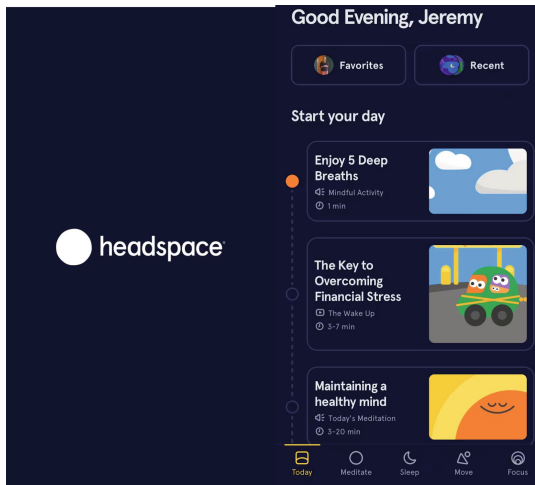 headspace
Good Evening, Jeremy
Favorites
Recent
Start your day
Enjoy 5 Deep
Breaths
Mindful Activity
1 min
The Key to
Overcoming
Financial Stress
The Wake Up
3-7 min
Maintaining a
healthy mind
Today's Meditation
3-20 min
Today
Meditate
Sleep
Move
Focus